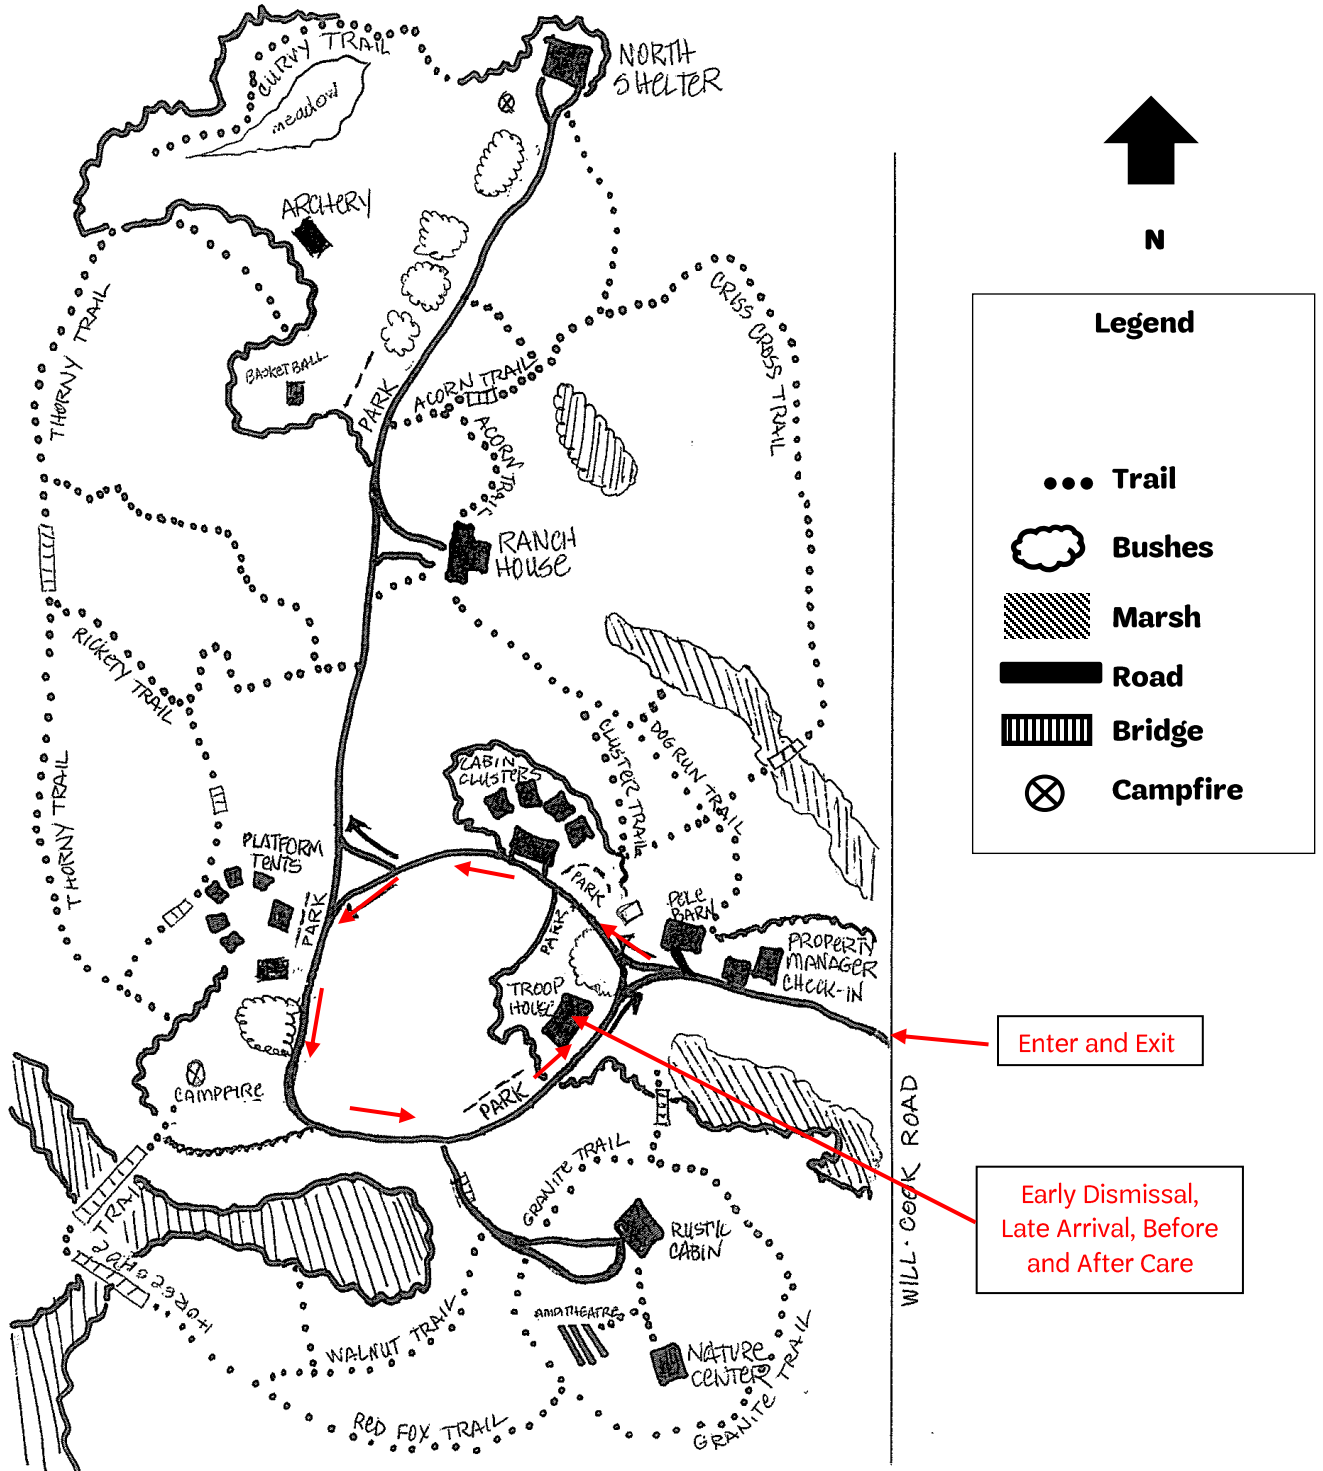 CURVY TRAIL
meadow
NORTH
SHELTER
ARCHERY
N
Legend
Trail
Bushes
Marsh
Road
Bridge
Campfire
THORNY TRAIL
BASKETBALL
PARK
ACORN TRAIL
ACORN TRAIL
CRISS CROSS TRAIL
RANCH
HOUSE
RICKETY TRAIL
THORNY TRAIL
CABIN
CLUSTERS
CLUSTER TRAIL
DOG RUN TRAIL
PLATFORM
TENTS
PARK
PARK
PARK
POLE
BARN
PROPERTY
MANAGER
CHECK-IN
TROOP
HOUSE
Enter and Exit
CAMPFIRE
PARK
WILL-COOK ROAD
Early Dismissal,
Late Arrival, Before
and After Care
GRANITE TRAIL
RUSTIC
CABIN
HORSESHOE
TRAIL
AMPITHEATRE
WALNUT TRAIL
NATURE
CENTER
RED FOX TRAIL
GRANITE TRAIL